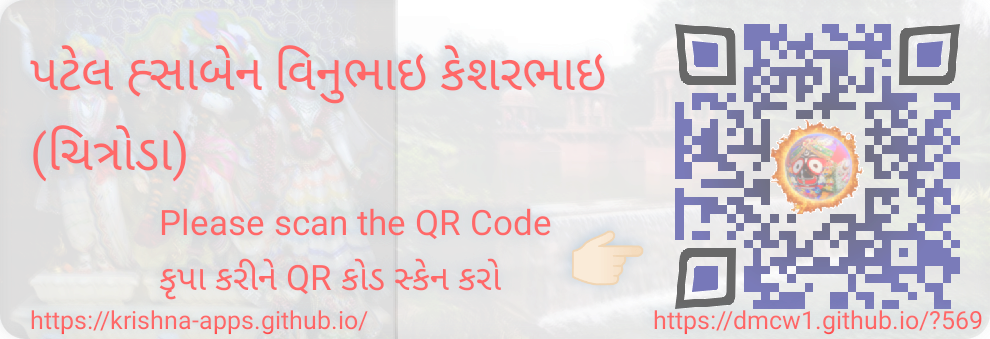 પટેલ હ્સાબેન વિનુભાઇ કેશરભાઇ
(ચિત્રોડા)
Please scan the QR Code
કૃપા કરીને QR કોડ સ્કેન કરો
https://krishna-apps.github.io/
https://dmcw1.github.io/?569